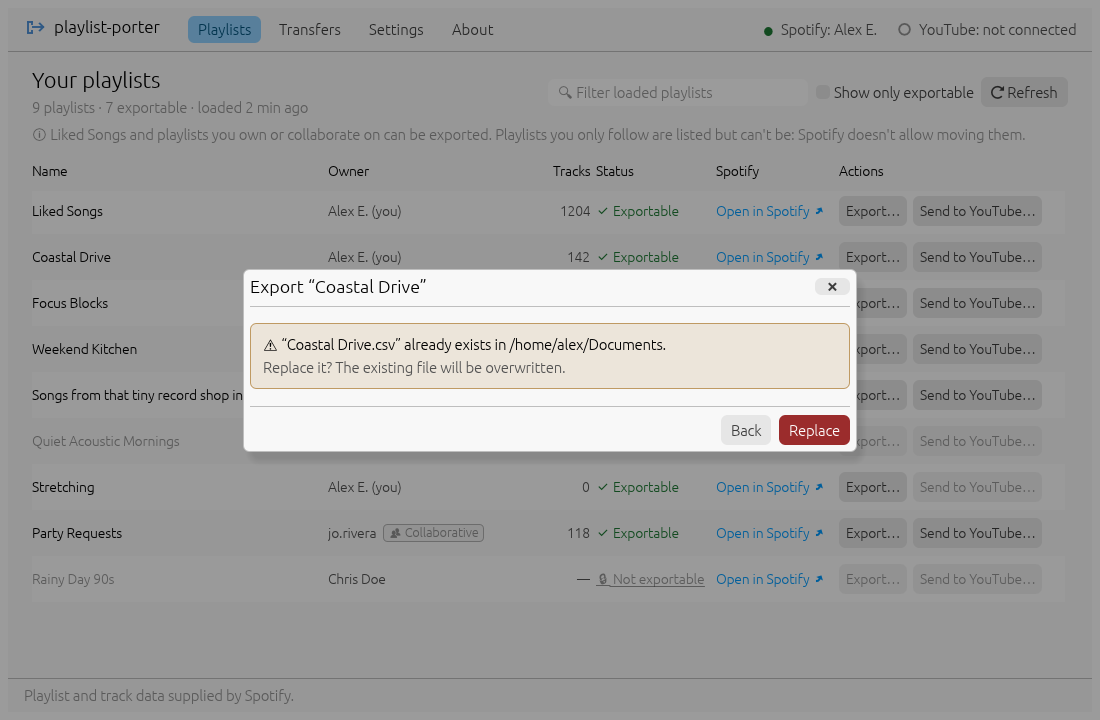 playlist-porter Playlists Transfers Settings About Spotify: Alex E. YouTube: not connected
Your playlists
Filter loaded playlists Show only exportable Refresh
9 playlists · 7 exportable · loaded 2 min ago
Liked Songs and playlists you own or collaborate on can be exported. Playlists you only follow are listed but can't be: Spotify doesn't allow moving them.
Name Owner Tracks Status Spotify Actions
Liked Songs Alex E. (you) 1204 ✓ Exportable Open in Spotify Export… Send to YouTube…
Coastal Drive Alex E. (you) 142 ✓ Exportable Open in Spotify Export… Send to YouTube…
Export “Coastal Drive”
Focus Blocks xport… Send to YouTube…
⚠ “Coastal Drive.csv” already exists in /home/alex/Documents.
Weekend Kitchen xport… Send to YouTube…
Replace it? The existing file will be overwritten.
Songs from that tiny record shop in xport… Send to YouTube…
Back Replace
Quiet Acoustic Mornings xport… Send to YouTube…
Stretching Alex E. (you) 0 ✓ Exportable Open in Spotify Export… Send to YouTube…
Party Requests jo.rivera Collaborative 118 ✓ Exportable Open in Spotify Export… Send to YouTube…
Rainy Day 90s Chris Doe — Not exportable Open in Spotify Export… Send to YouTube…
Playlist and track data supplied by Spotify.